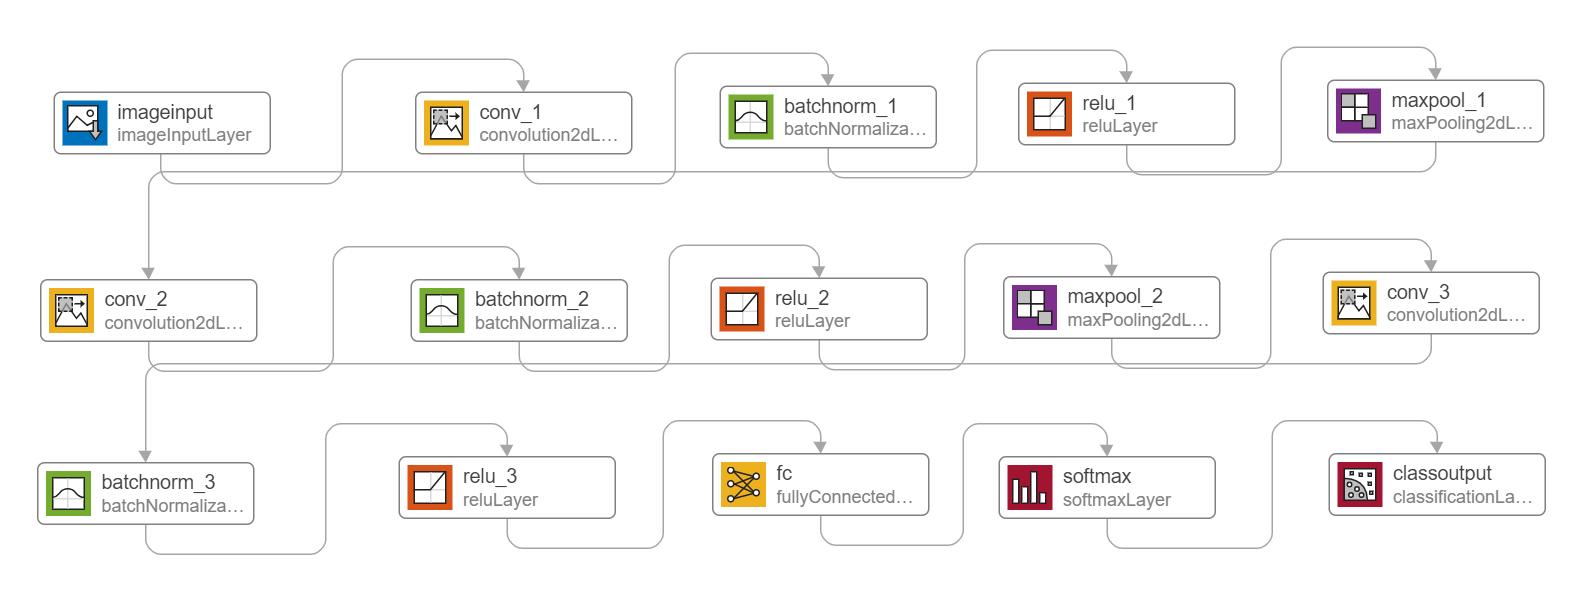 imageinput
imageInputLayer
conv_1
convolution2dL...
batchnorm_1
batchNormaliza...
relu_1
reluLayer
maxpool_1
maxPooling2dL...
conv_2
convolution2dL...
batchnorm_2
batchNormaliza...
relu_2
reluLayer
maxpool_2
maxPooling2dL...
conv_3
convolution2dL...
batchnorm_3
batchNormaliza...
relu_3
reluLayer
fc
fullyConnected...
softmax
softmaxLayer
classoutput
classificationLa...